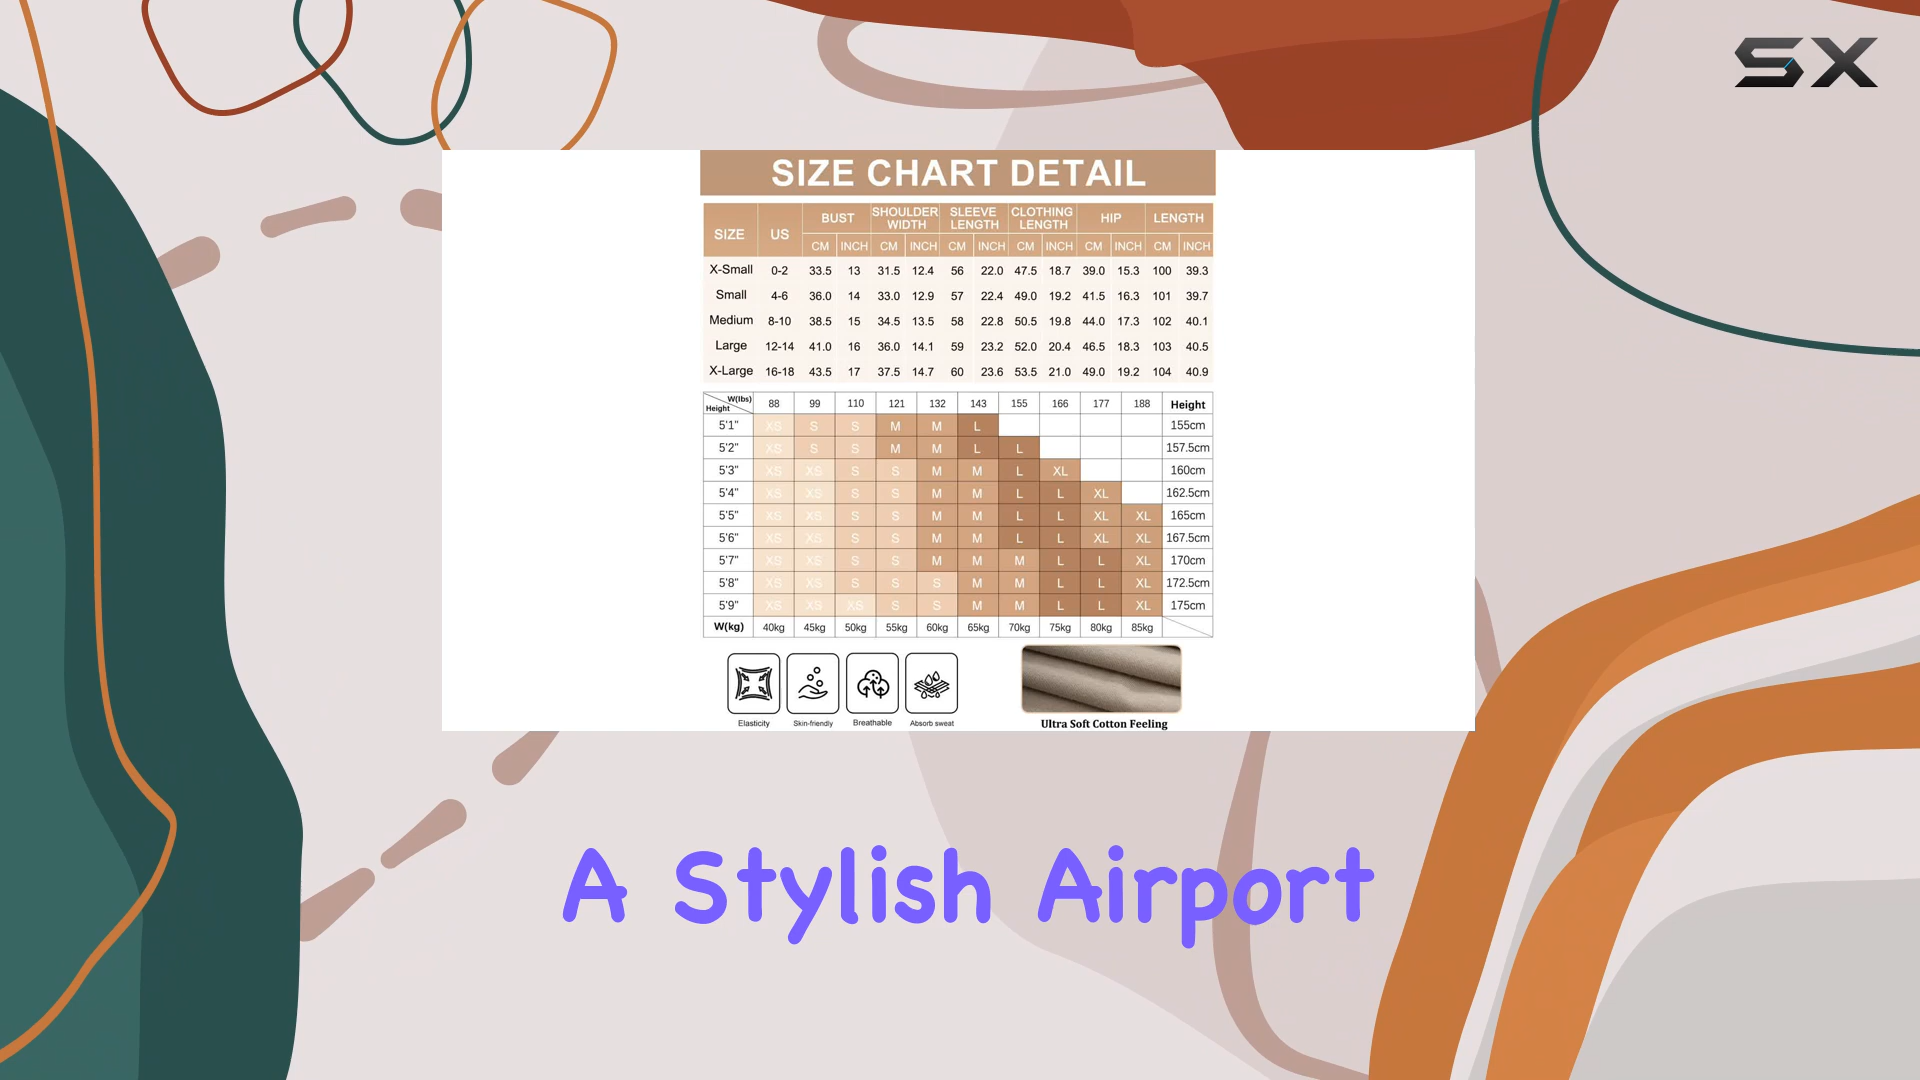 SX
SIZE CHART DETAIL
SIZE US BUST SHOULDER WIDTH SLEEVE LENGTH CLOTHING LENGTH HIP LENGTH
CM INCH CM INCH CM INCH CM INCH CM INCH CM INCH
X-Small 0-2 33.5 13 31.5 12.4 56 22.0 47.5 18.7 39.0 15.3 100 39.3
Small 4-6 36.0 14 33.0 12.9 57 22.4 49.0 19.2 41.5 16.3 101 39.7
Medium 8-10 38.5 15 34.5 13.5 58 22.8 50.5 19.8 44.0 17.3 102 40.1
Large 12-14 41.0 16 36.0 14.1 59 23.2 52.0 20.4 46.5 18.3 103 40.5
X-Large 16-18 43.5 17 37.5 14.7 60 23.6 53.5 21.0 49.0 19.2 104 40.9
W(lbs) Height 88 99 110 121 132 143 155 166 177 188 Height
5'1" XS S S M M L 155cm
5'2" XS S S M M L L 157.5cm
5'3" XS XS S S M M L XL 160cm
5'4" XS XS S S M M L L XL 162.5cm
5'5" XS XS S S M M L L XL XL 165cm
5'6" XS XS S S M M L L XL XL 167.5cm
5'7" XS XS S S M M M L L XL 170cm
5'8" XS XS S S S M M L L XL 172.5cm
5'9" XS XS XS S S M M L L XL 175cm
W(kg) 40kg 45kg 50kg 55kg 60kg 65kg 70kg 75kg 80kg 85kg
Elasticity Skin-friendly Breathable Absorb sweat Ultra Soft Cotton Feeling
A Stylish Airport